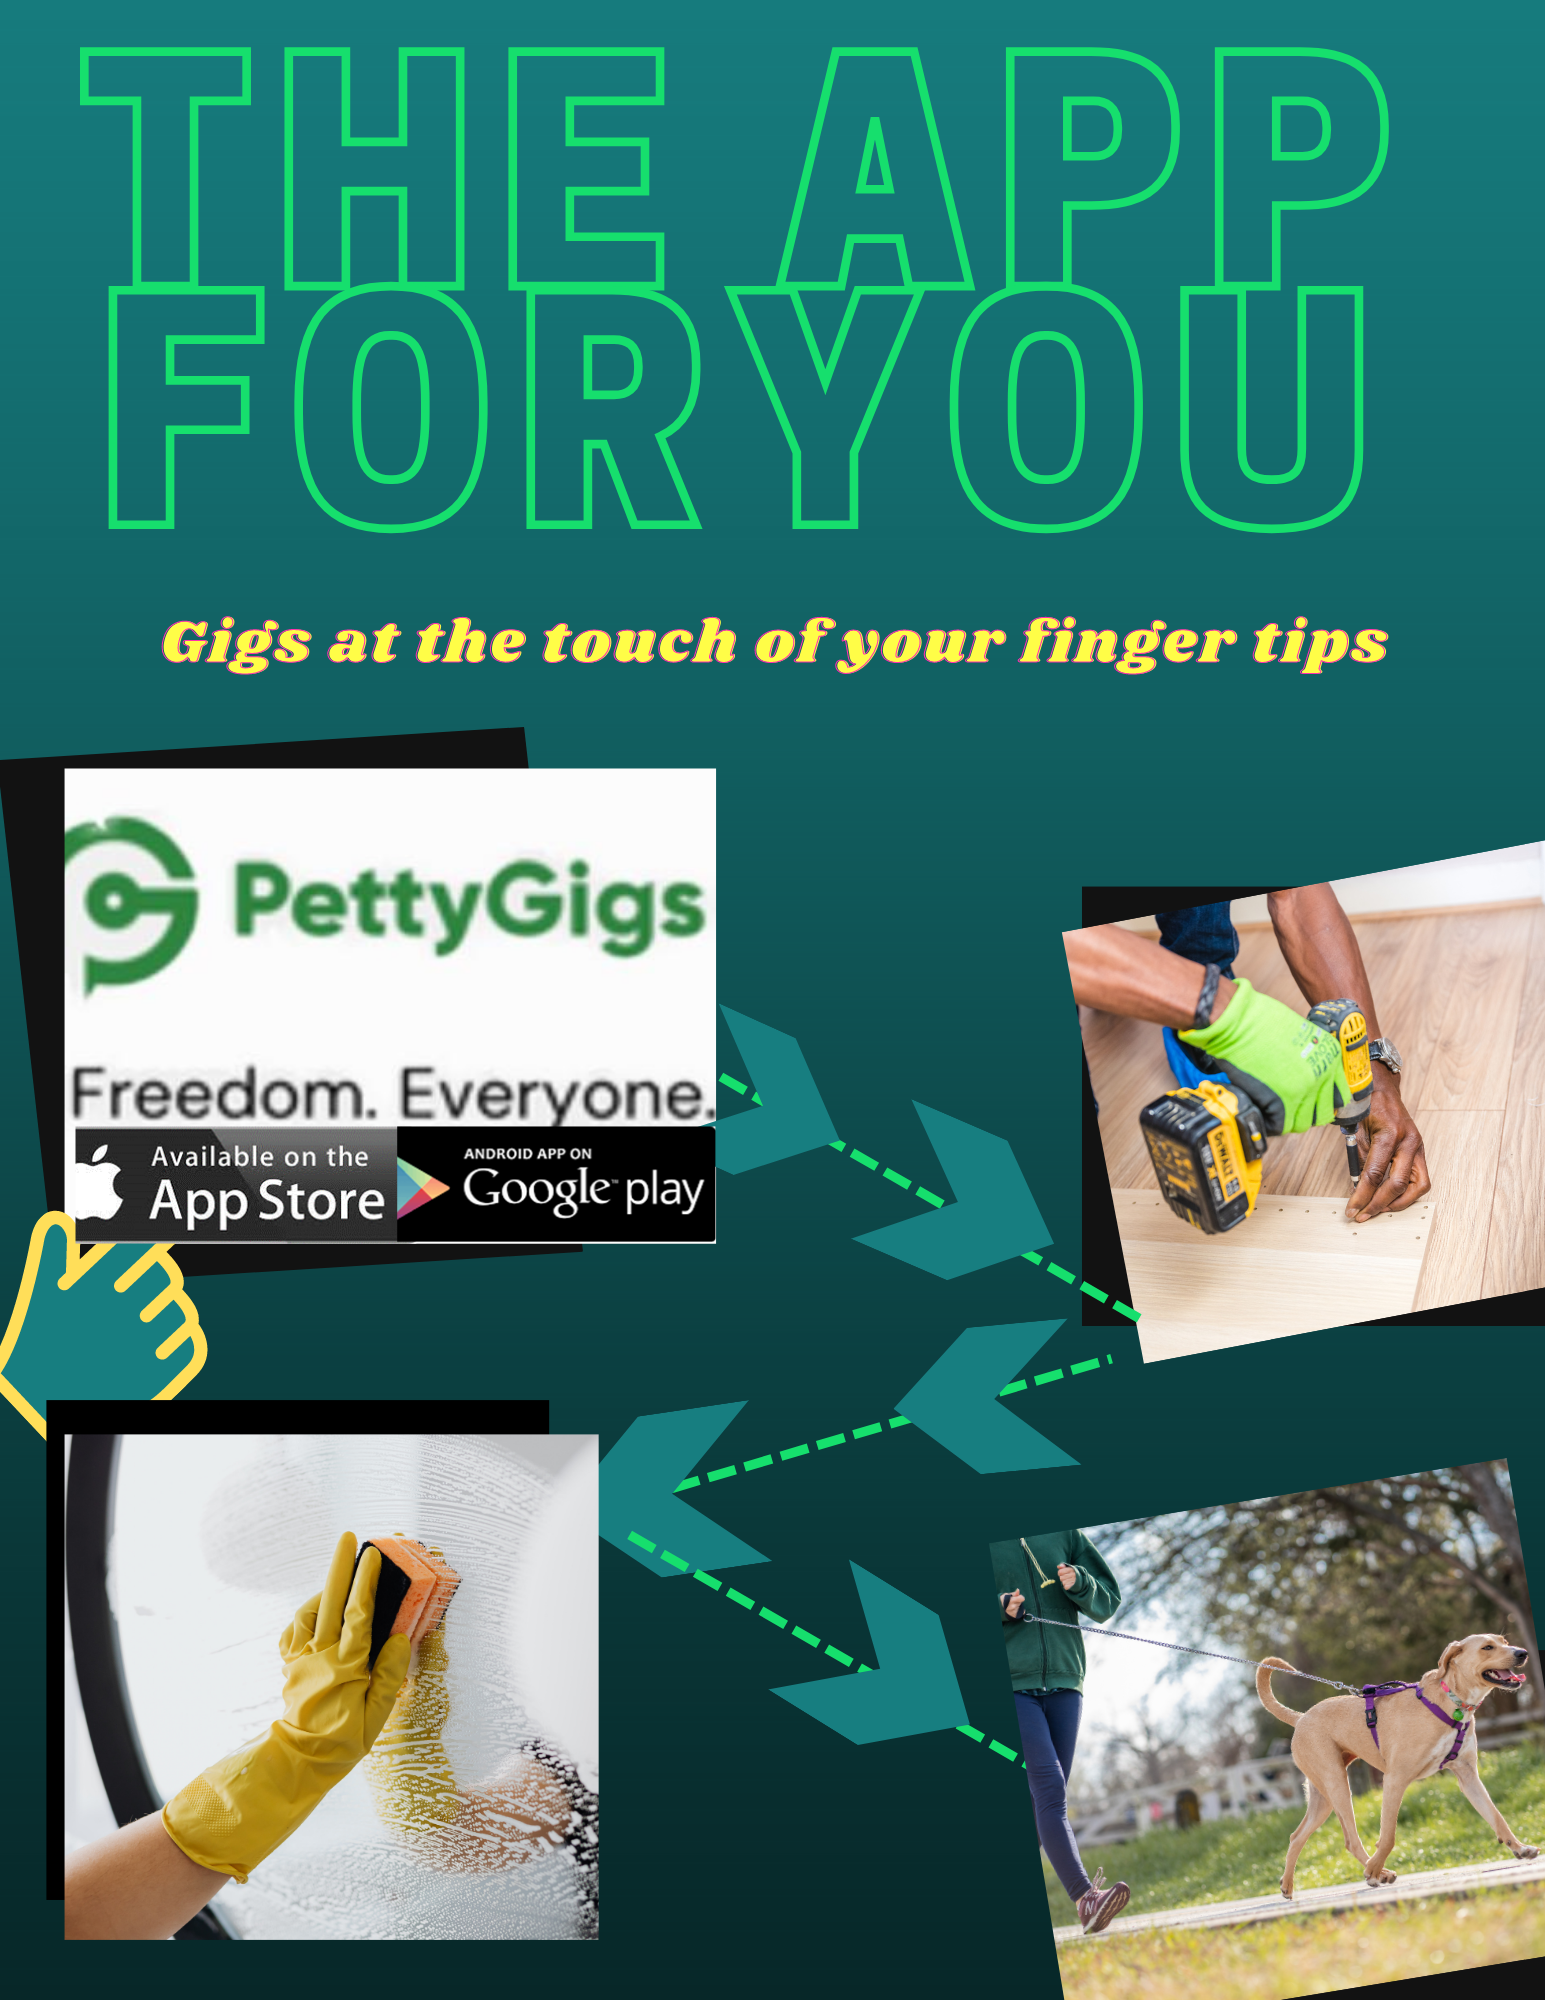 THE APP
FORYOU
Gigs at the touch of your finger tips
PettyGigs
Freedom. Everyone.
Available on the
App Store
ANDROID APP ON
Google play
DEWALT